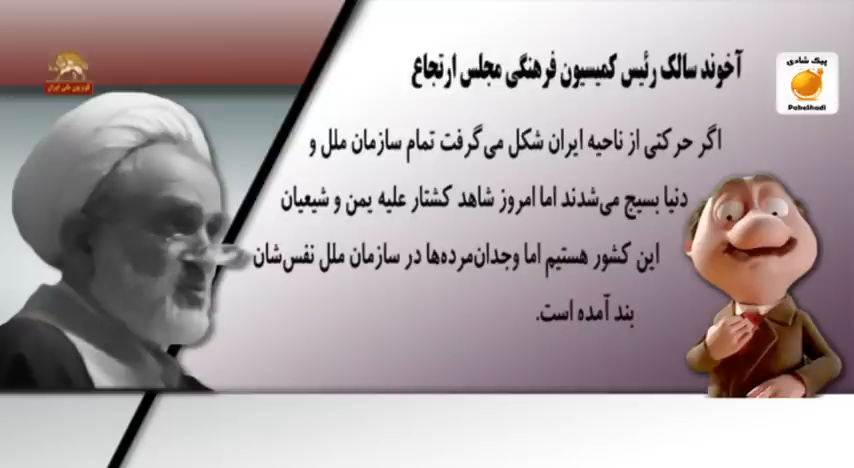 آخوند سالک رئیس کمیسیون فرهنگی مجلس ارتجاع
پیک شادی
Pakeshadi
اگر حرکتی از ناحیه ایران شکل می‌گرفت تمام سازمان ملل و
دنیا بسیج می‌شدند اما امروز شاهد کشتار علیه یمن و شیعیان
این کشور هستیم اما وجدان‌مرده‌ها در سازمان ملل نفس‌شان
بند آمده است.